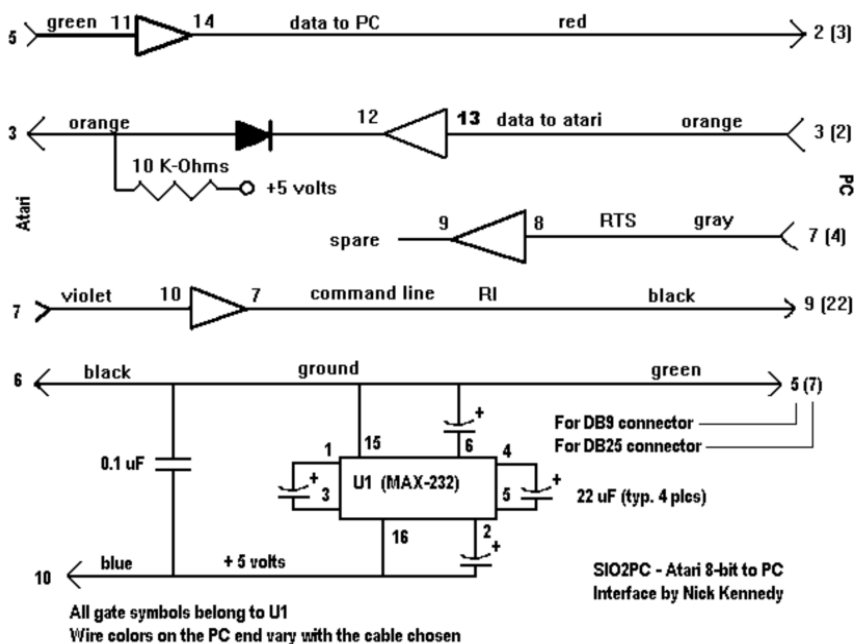 green 11 14 data to PC red
5 2 (3)
orange 12 13 data to atari orange
3 3 (2)
10 K-Ohms
+5 volts
Atari
PC
9 8 RTS gray
spare 7 (4)
violet 10 7 command line RI black
7 9 (22)
black ground green
6 5 (7)
+
For DB9 connector
1 15 6 4 For DB25 connector
0.1 uF + U1 (MAX-232) +
3 5 22 uF (typ. 4 plcs)
16 2
+
blue + 5 volts SIO2PC - Atari 8-bit to PC
10 Interface by Nick Kennedy
All gate symbols belong to U1
Wire colors on the PC end vary with the cable chosen